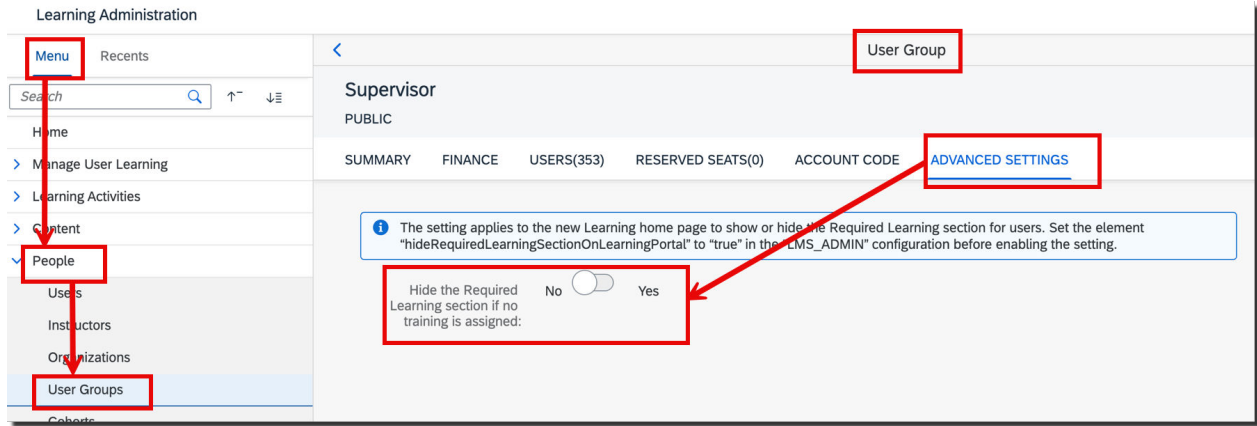 Learning Administration
Menu
Recents
Search
Home
Manage User Learning
Learning Activities
Content
People
Users
Instructors
Organizations
User Groups
Cohorts
User Group
Supervisor
PUBLIC
SUMMARY
FINANCE
USERS(353)
RESERVED SEATS(0)
ACCOUNT CODE
ADVANCED SETTINGS
The setting applies to the new Learning home page to show or hide the Required Learning section for users. Set the element
“hideRequiredLearningSectionOnLearningPortal” to “true” in the “LMS_ADMIN” configuration before enabling the setting.
Hide the Required
Learning section if no
training is assigned:
No
Yes